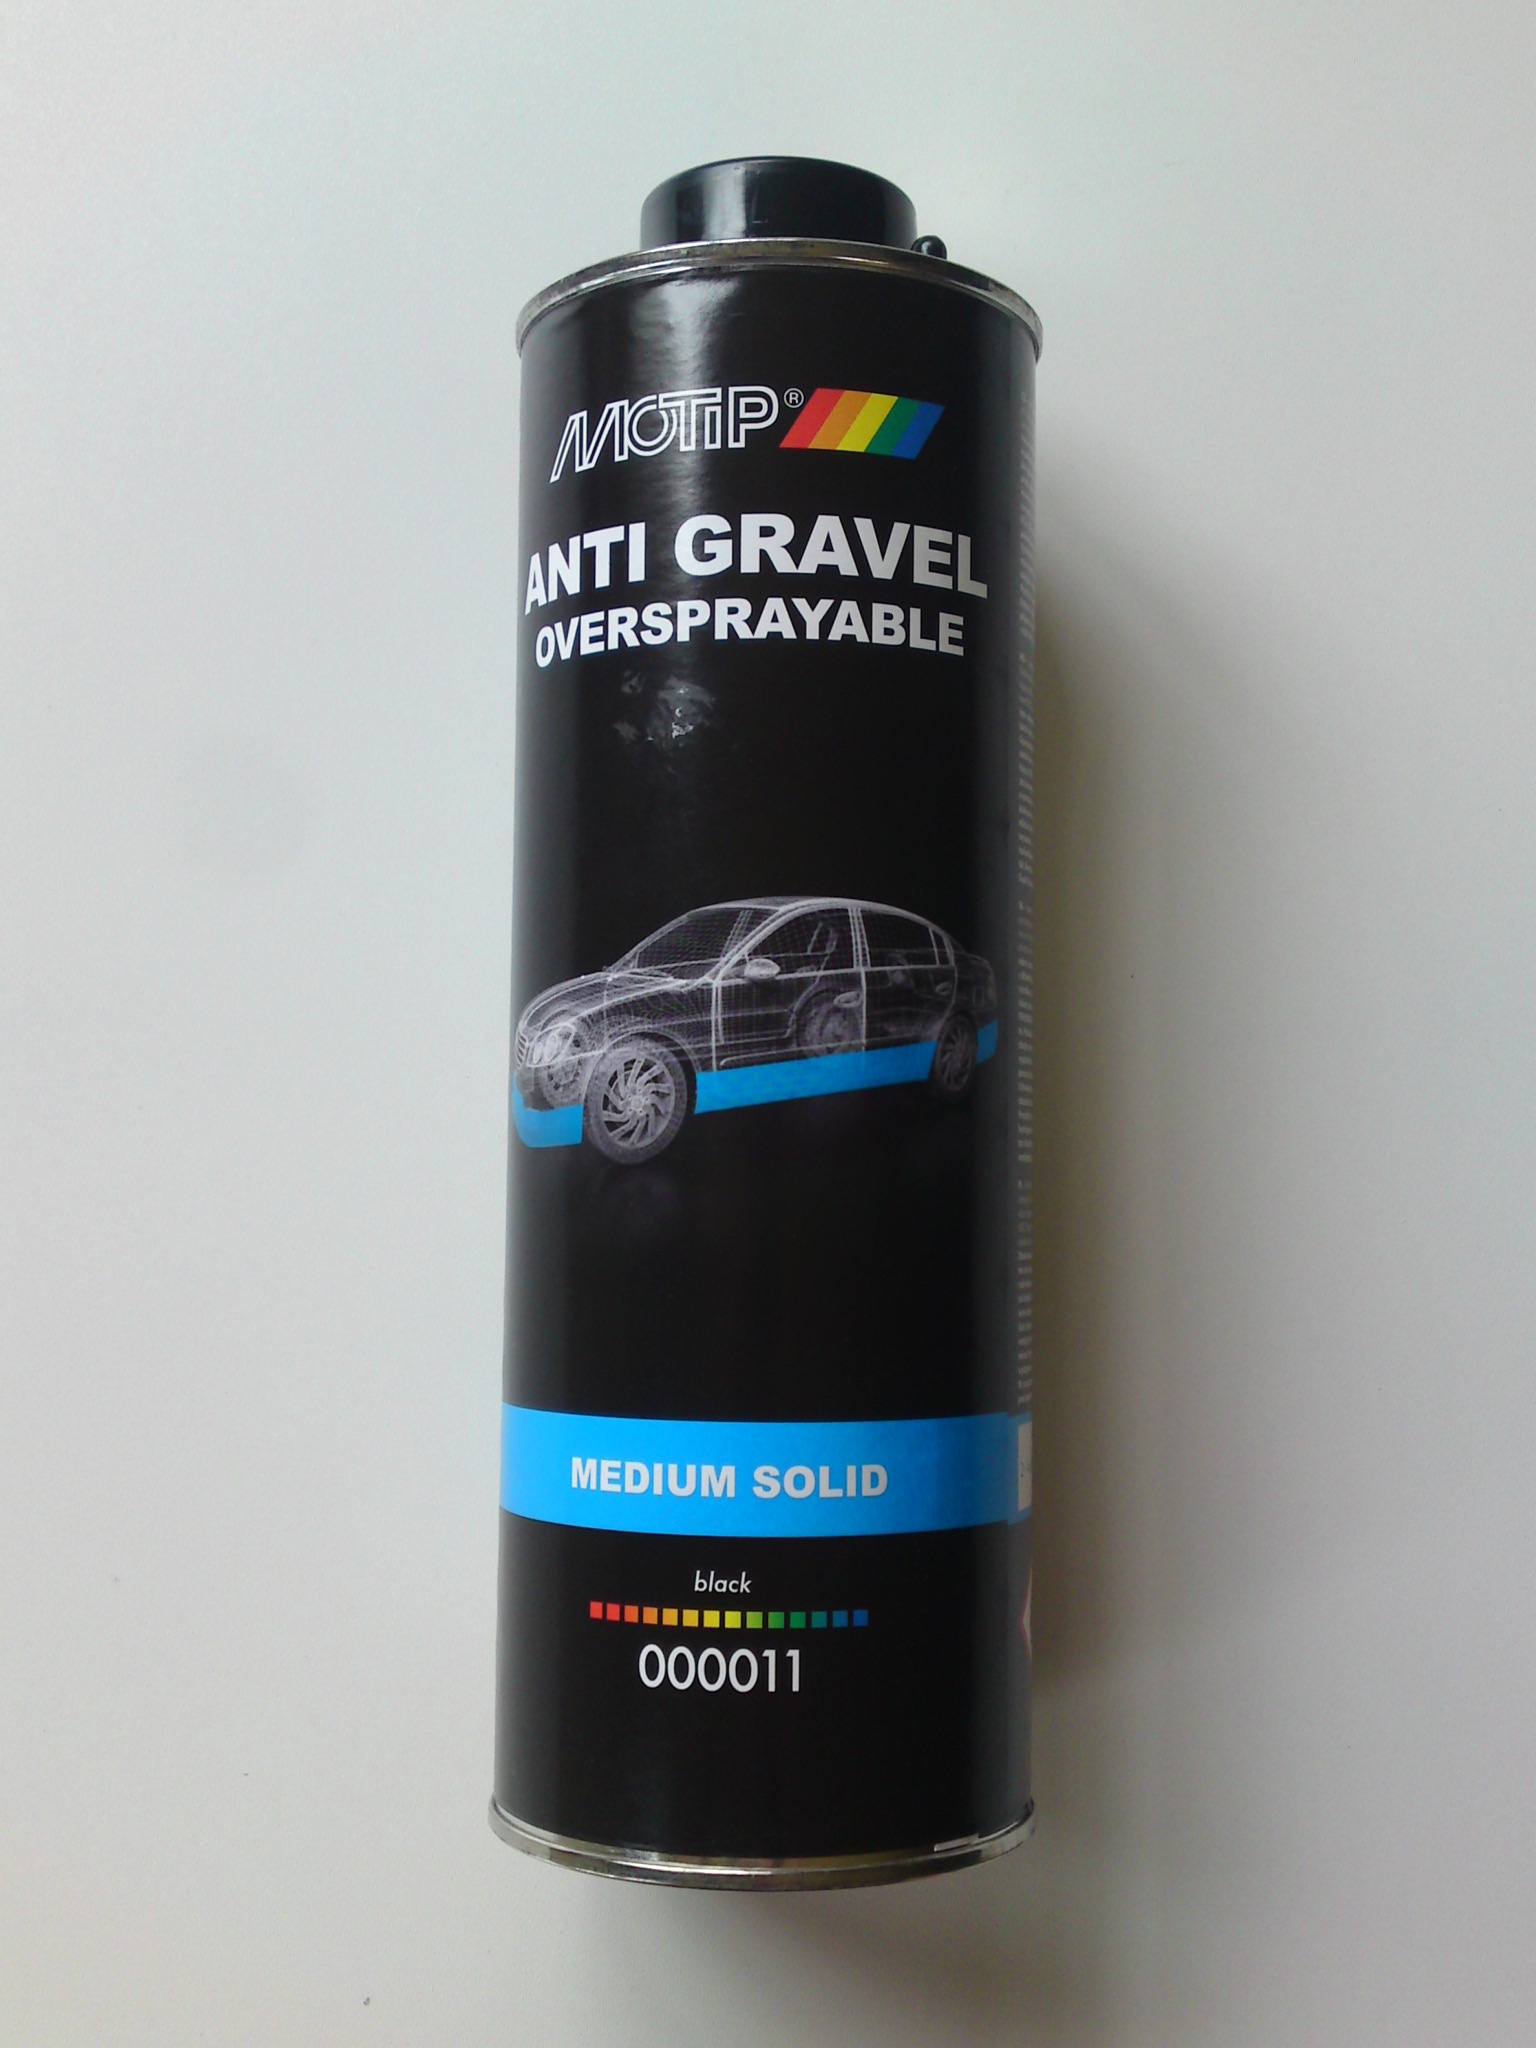 MOTIP®
ANTI GRAVEL
OVERSPRAYABLE
MEDIUM SOLID
black
000011